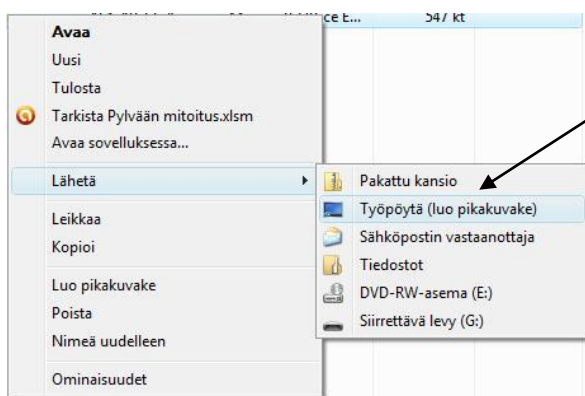 ce E... 547 kt
Avaa
Uusi
Tulosta
Tarkista Pylvään mitoitus.xlsm
Avaa sovelluksessa...
Lähetä
Leikkaa
Kopioi
Luo pikakuvake
Poista
Nimeä uudelleen
Ominaisuudet
Pakattu kansio
Työpöytä (luo pikakuvake)
Sähköpostin vastaanottaja
Tiedostot
DVD-RW-asema (E:)
Siirrettävä levy (G:)